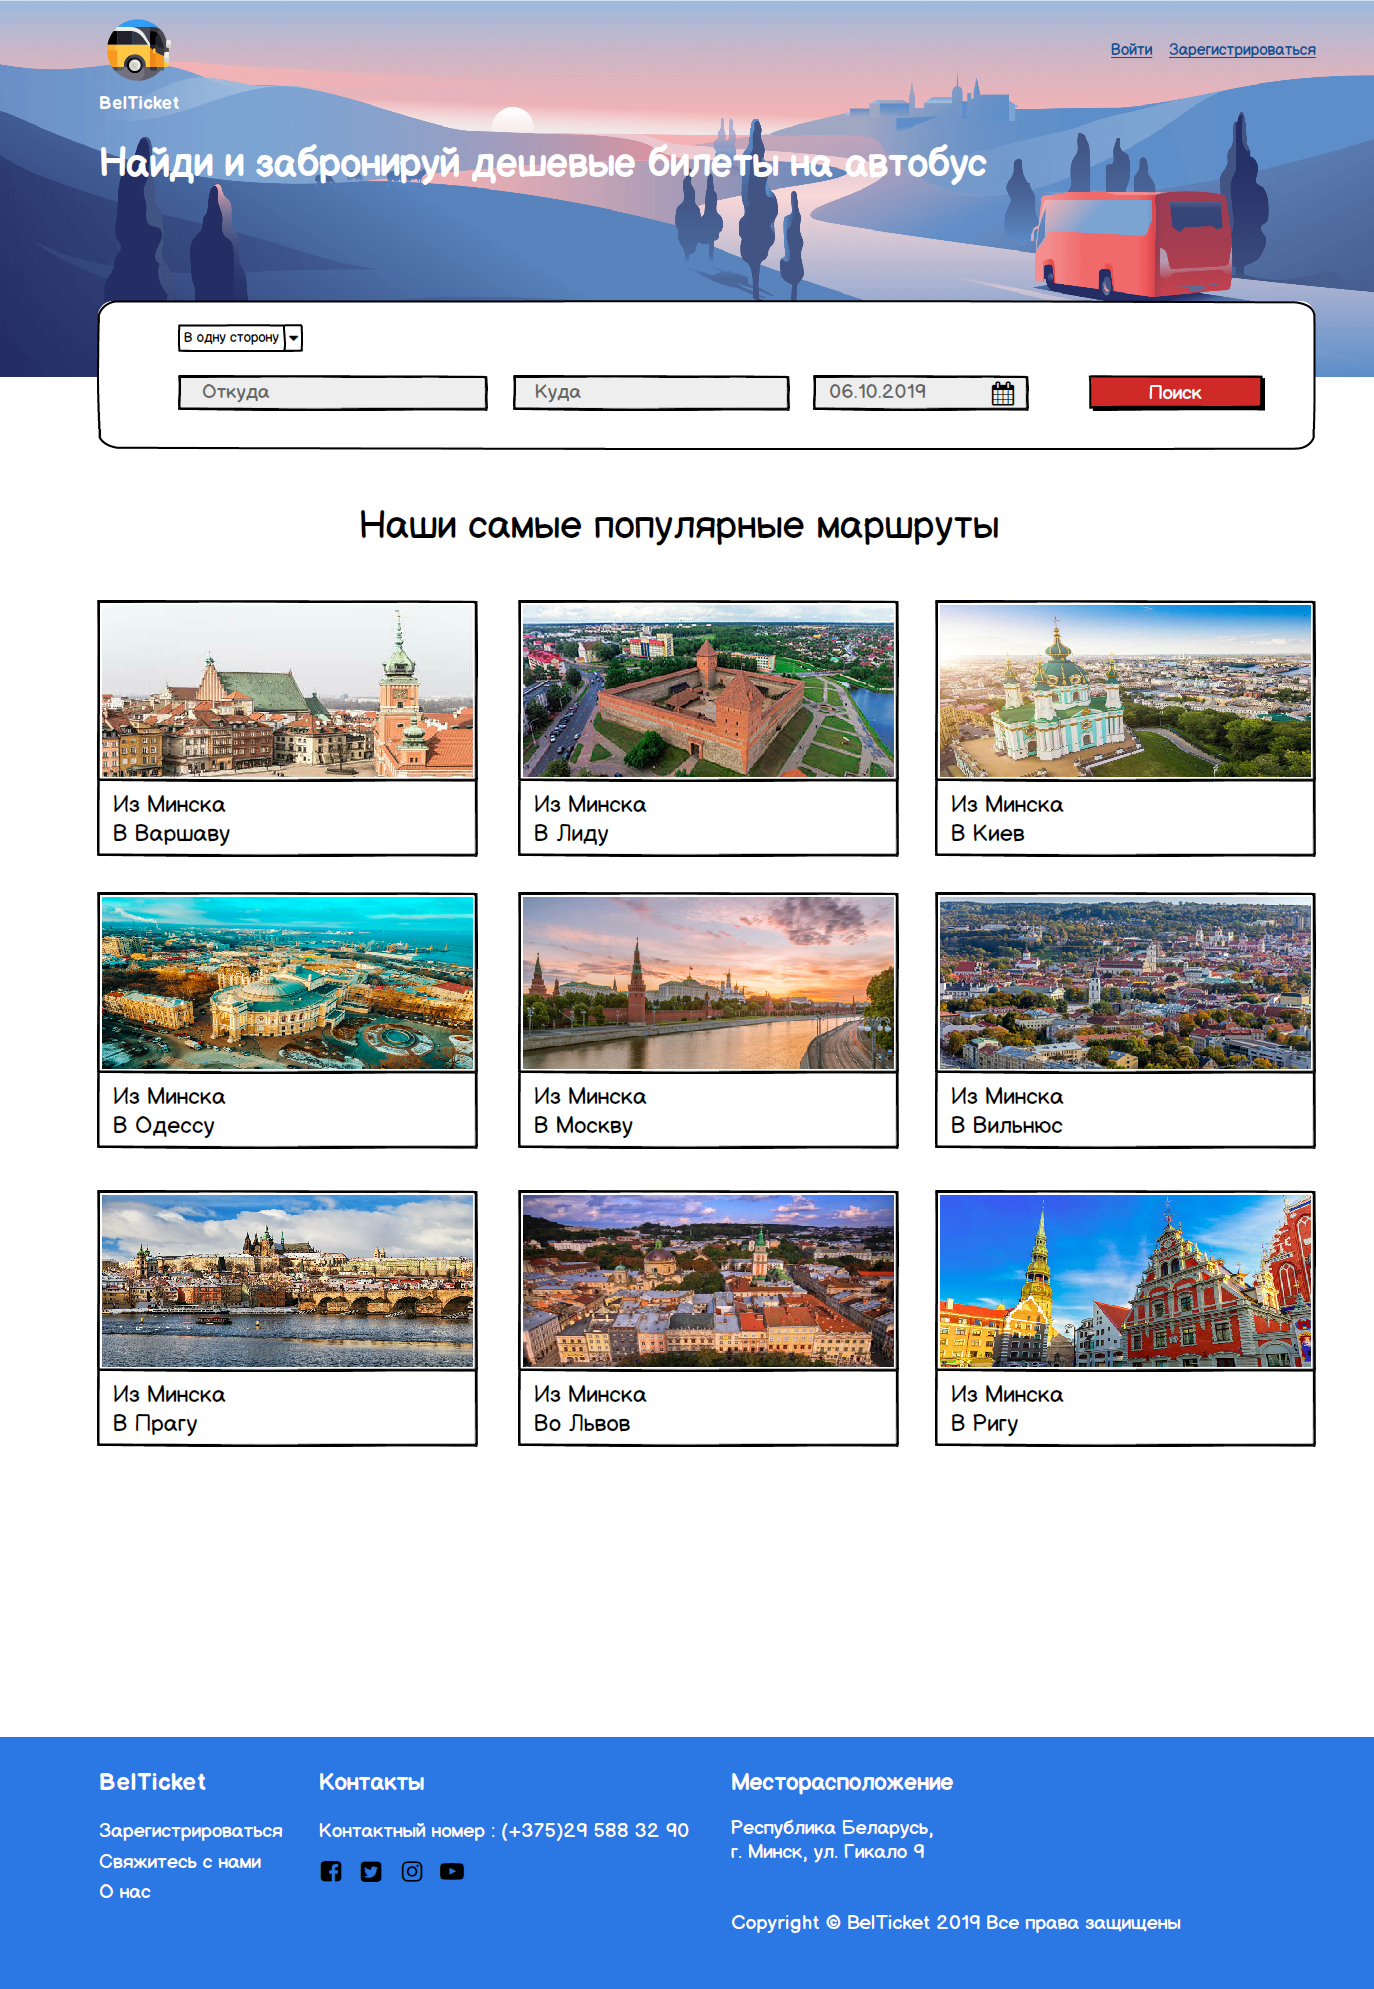 Войти Зарегистрироваться
BelTicket
Найди и забронируй дешевые билеты на автобус
В одну сторону
Откуда Куда 06.10.2019 Поиск
Наши самые популярные маршруты
Из Минска
В Варшаву
Из Минска
В Лиду
Из Минска
В Киев
Из Минска
В Одессу
Из Минска
В Москву
Из Минска
В Вильнюс
Из Минска
В Прагу
Из Минска
Во Львов
Из Минска
В Ригу
BelTicket
Зарегистрироваться
Свяжитесь с нами
О нас
Контакты
Контактный номер : (+375)29 588 32 90
Месторасположение
Республика Беларусь,
г. Минск, ул. Гикало 9
Copyright © BelTicket 2019 Все права защищены